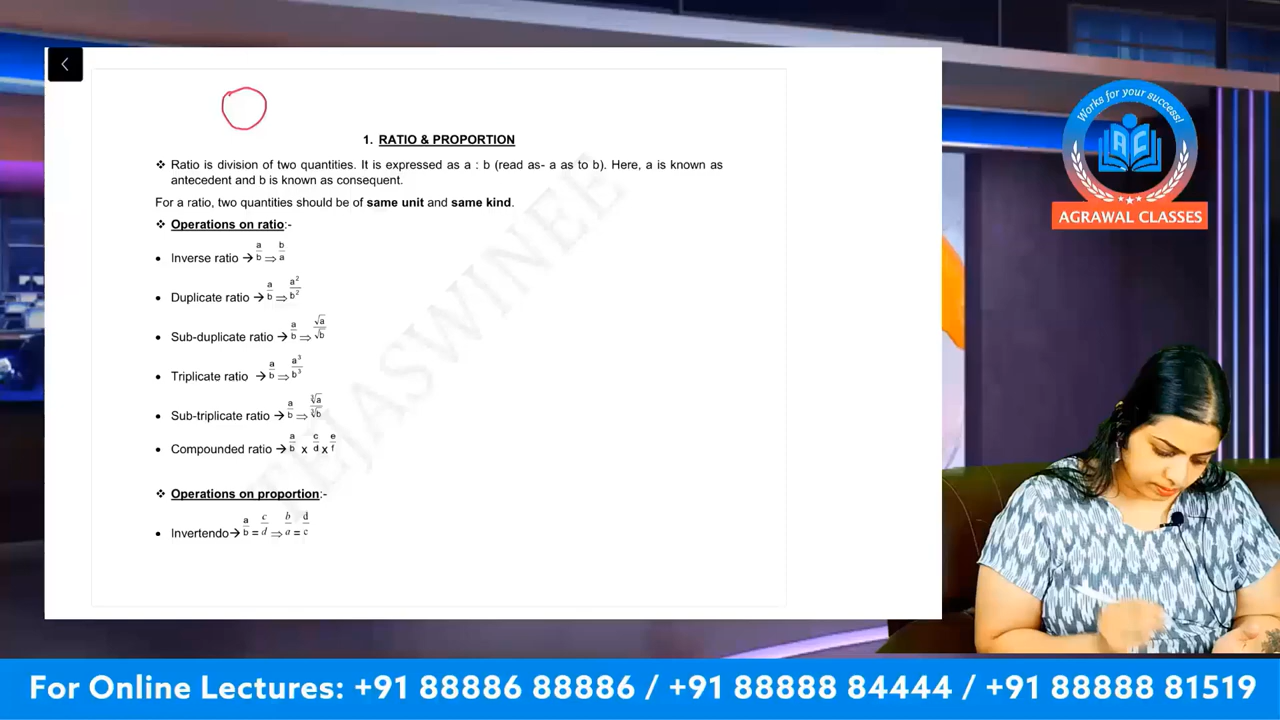 1. RATIO & PROPORTION
❖ Ratio is division of two quantities. It is expressed as a : b (read as- a as to b). Here, a is known as
antecedent and b is known as consequent.
For a ratio, two quantities should be of same unit and same kind.
❖ Operations on ratio:-
• Inverse ratio → a/b ⇒ b/a
• Duplicate ratio → a/b ⇒ a²/b²
• Sub-duplicate ratio → a/b ⇒ √a/√b
• Triplicate ratio → a/b ⇒ a³/b³
• Sub-triplicate ratio → a/b ⇒ ∛a/∛b
• Compounded ratio → a/b x c/d x e/f
❖ Operations on proportion:-
• Invertendo→ a/b = c/d ⇒ b/a = d/c
TEJASWINEE
Works for your success!
AC
AGRAWAL CLASSES
For Online Lectures: +91 88886 88886 / +91 88888 84444 / +91 88888 81519